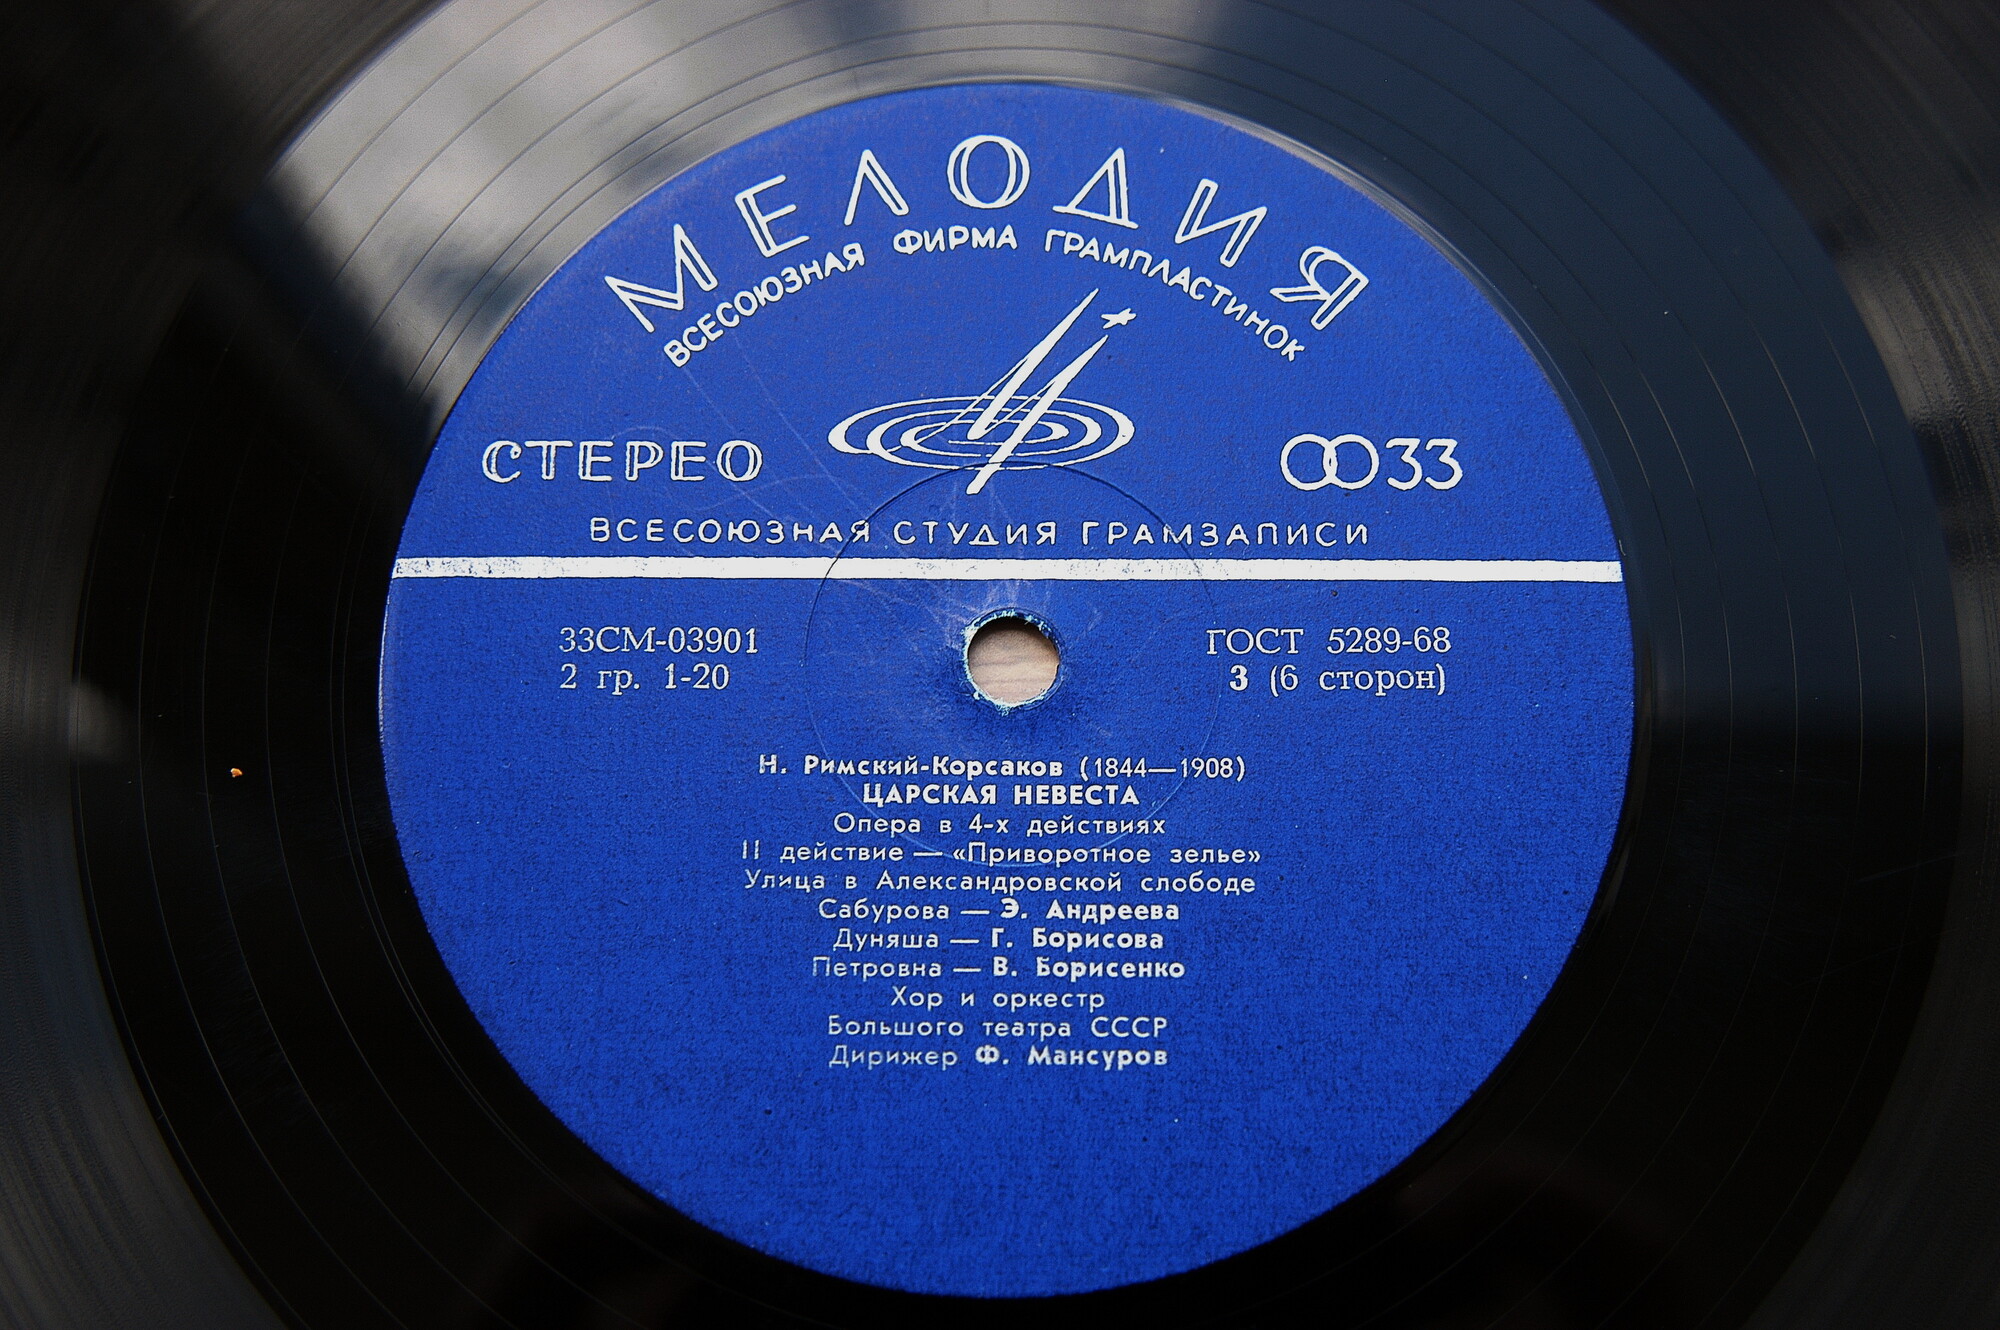 МЕЛОДИЯ
ВСЕСОЮЗНАЯ ФИРМА ГРАМПЛАСТИНОК
СТЕРЕО
33
ВСЕСОЮЗНАЯ СТУДИЯ ГРАМЗАПИСИ
33СМ-03901
ГОСТ 5289-68
2 гр. 1-20
3 (6 сторон)
Н. Римский-Корсаков (1844—1908)
ЦАРСКАЯ НЕВЕСТА
Опера в 4-х действиях
II действие — «Приворотное зелье»
Улица в Александровской слободе
Сабурова — Э. Андреева
Дуняша — Г. Борисова
Петровна — В. Борисенко
Хор и оркестр
Большого театра СССР
Дирижер Ф. Мансуров